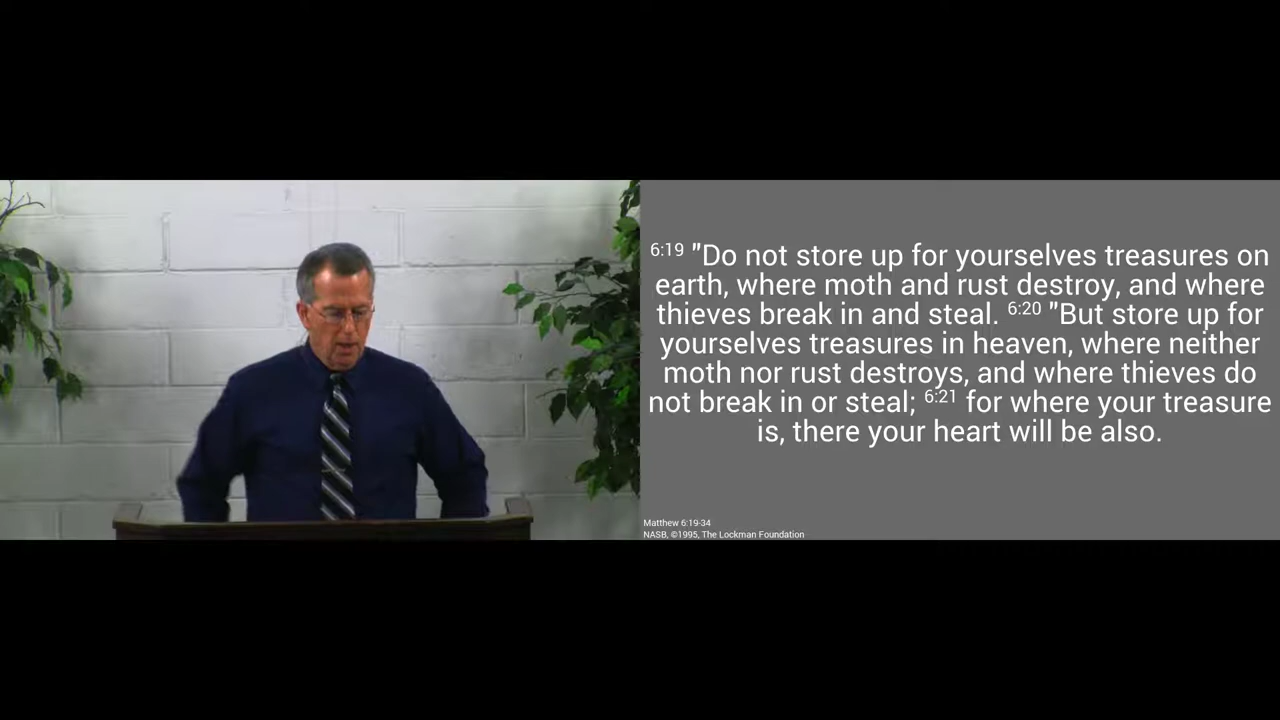 6:19 "Do not store up for yourselves treasures on
earth, where moth and rust destroy, and where
thieves break in and steal. 6:20 "But store up for
yourselves treasures in heaven, where neither
moth nor rust destroys, and where thieves do
not break in or steal; 6:21 for where your treasure
is, there your heart will be also.
Matthew 6:19-34
NASB, ©1995, The Lockman Foundation